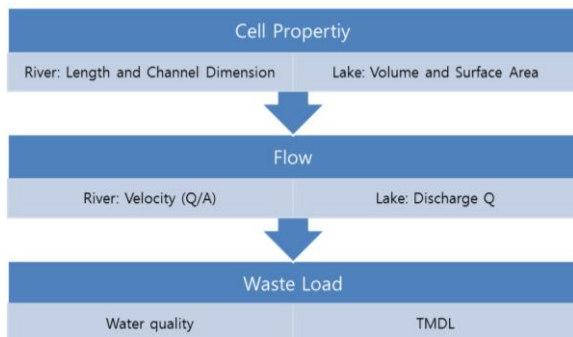 Cell Propertiy
River: Length and Channel Dimension
Lake: Volume and Surface Area
Flow
River: Velocity (Q/A)
Lake: Discharge Q
Waste Load
Water quality
TMDL